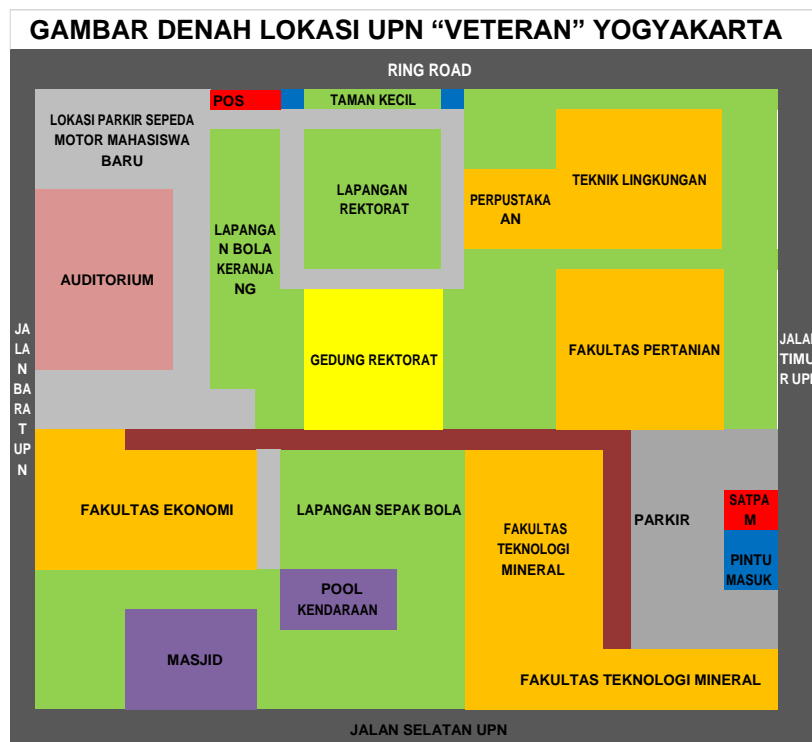 GAMBAR DENAH LOKASI UPN “VETERAN” YOGYAKARTA
RING ROAD
POS
TAMAN KECIL
LOKASI PARKIR SEPEDA
MOTOR MAHASISWA
BARU
LAPANGAN
REKTORAT
TEKNIK LINGKUNGAN
PERPUSTAKA
AN
LAPANGA
N BOLA
KERANJA
NG
AUDITORIUM
JA
LA
N
BA
RA
T
UP
N
GEDUNG REKTORAT
FAKULTAS PERTANIAN
JALAN
TIMU
R UPN
FAKULTAS EKONOMI
LAPANGAN SEPAK BOLA
FAKULTAS
TEKNOLOGI
MINERAL
PARKIR
SATPA
M
PINTU
MASUK
POOL
KENDARAAN
MASJID
FAKULTAS TEKNOLOGI MINERAL
JALAN SELATAN UPN